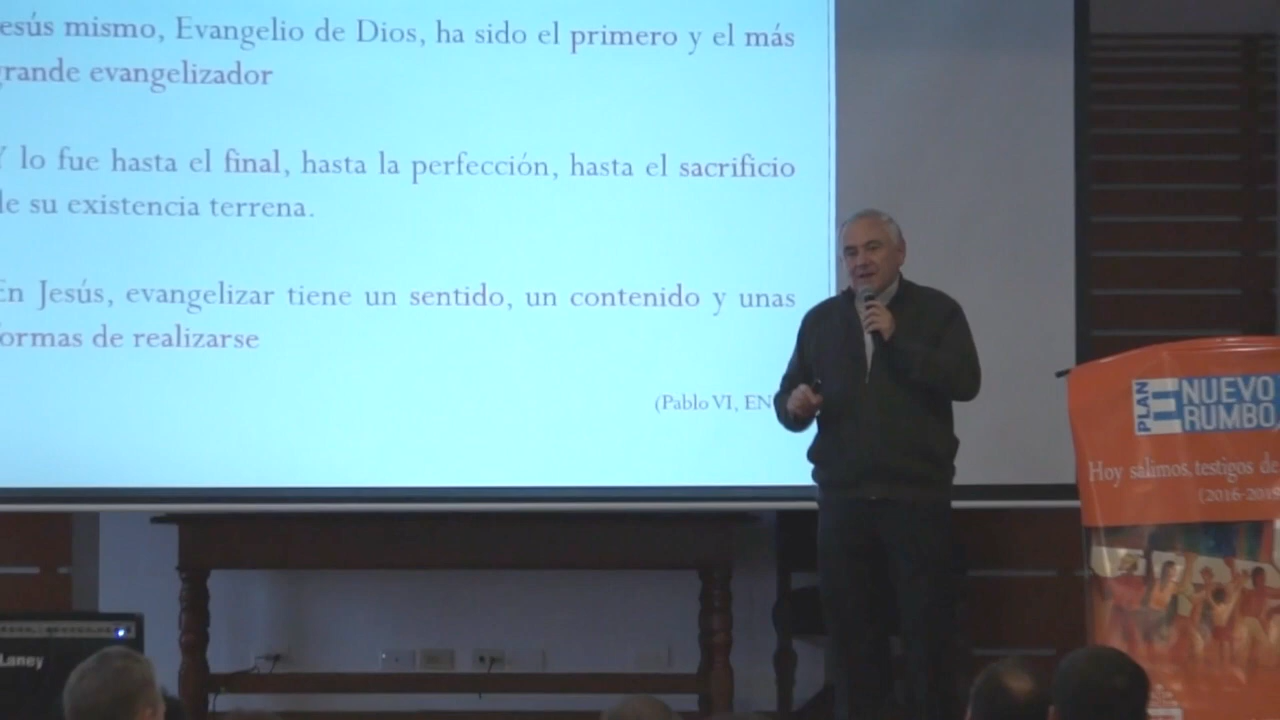 esús mismo, Evangelio de Dios, ha sido el primero y el más
grande evangelizador
Y lo fue hasta el final, hasta la perfección, hasta el sacrificio
de su existencia terrena.
En Jesús, evangelizar tiene un sentido, un contenido y unas
formas de realizarse
(Pablo VI, EN
PLAN E
NUEVO
RUMBO
Hoy salimos, testigos de
(2016-2019
Laney